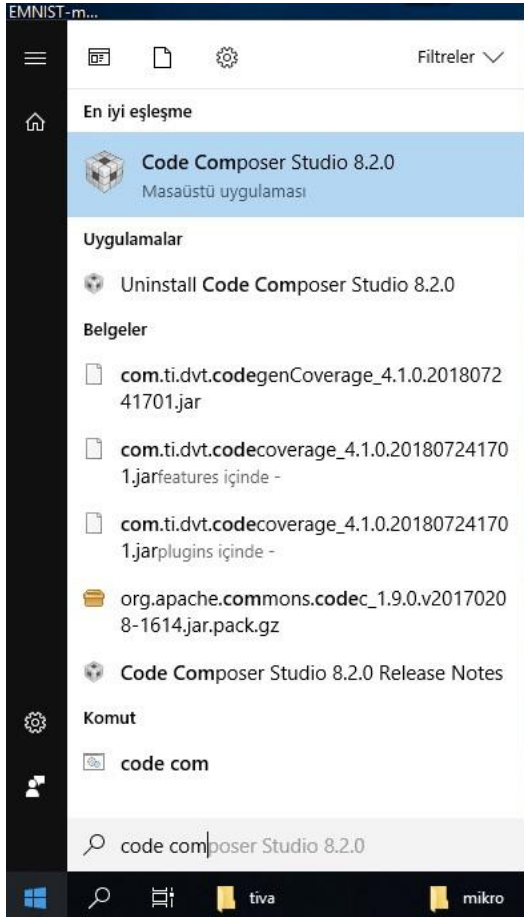 EMNIST-m...
Filtreler
En iyi eşleşme
Code Composer Studio 8.2.0
Masaüstü uygulaması
Uygulamalar
Uninstall Code Composer Studio 8.2.0
Belgeler
com.ti.dvt.codegenCoverage_4.1.0.2018072
41701.jar
com.ti.dvt.codecoverage_4.1.0.20180724170
1.jarfeatures içinde -
com.ti.dvt.codecoverage_4.1.0.20180724170
1.jarplugins içinde -
org.apache.commons.codec_1.9.0.v2017020
8-1614.jar.pack.gz
Code Composer Studio 8.2.0 Release Notes
Komut
code com
code composer Studio 8.2.0
tiva
mikro